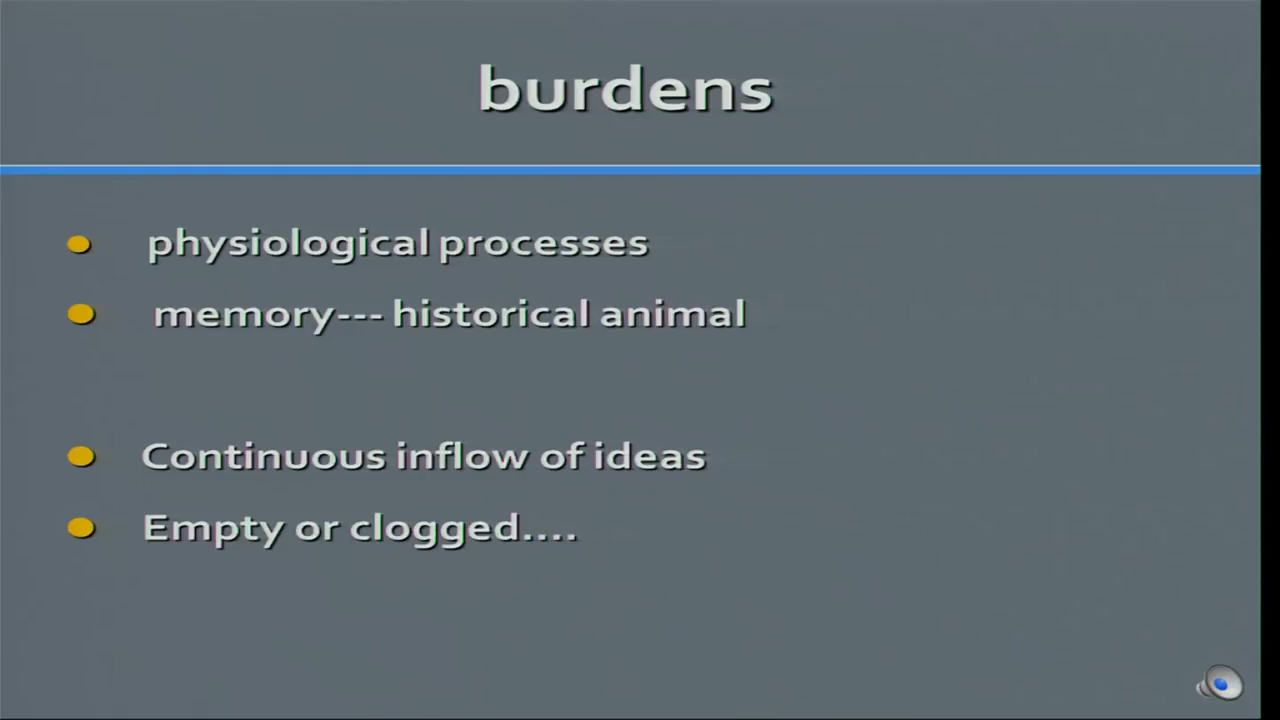 burdens
physiological processes
memory--- historical animal
Continuous inflow of ideas
Empty or clogged....